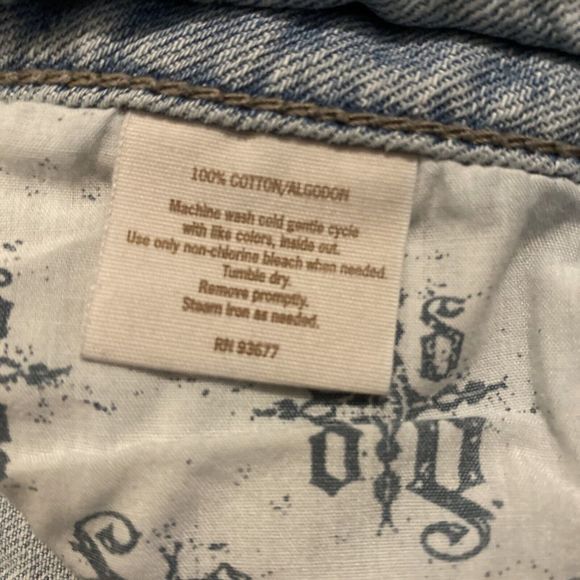 100% COTTON/ALGODON
Machine wash cold gentle cycle
with like colors, inside out.
Use only non-chlorine bleach when needed.
Tumble dry.
Remove promptly.
Steam iron as needed.
RN 93677